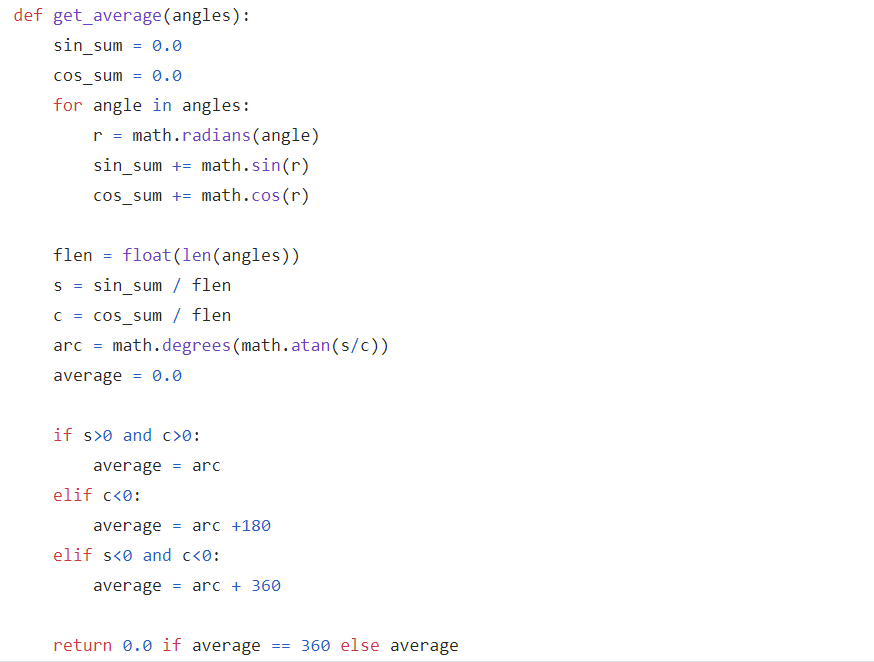 def get_average(angles):
    sin_sum = 0.0
    cos_sum = 0.0
    for angle in angles:
        r = math.radians(angle)
        sin_sum += math.sin(r)
        cos_sum += math.cos(r)

    flen = float(len(angles))
    s = sin_sum / flen
    c = cos_sum / flen
    arc = math.degrees(math.atan(s/c))
    average = 0.0

    if s>0 and c>0:
        average = arc
    elif c<0:
        average = arc +180
    elif s<0 and c<0:
        average = arc + 360

    return 0.0 if average == 360 else average